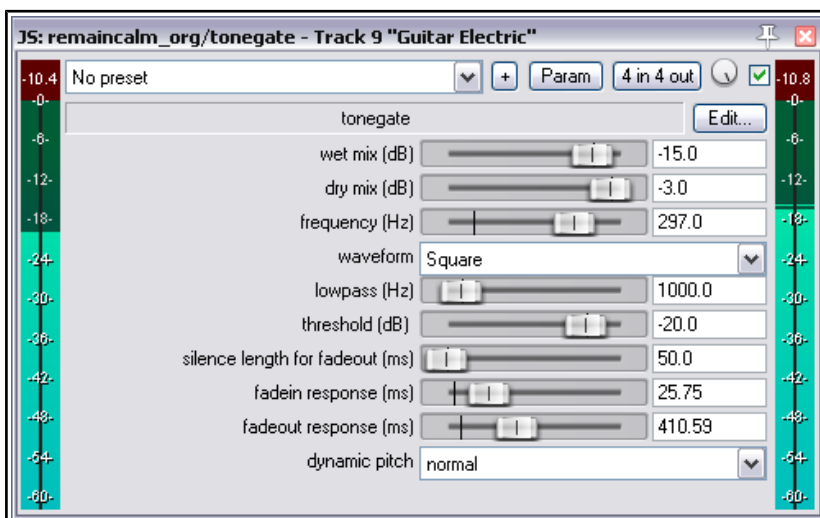 JS: remaincalm_org/tonegate - Track 9 "Guitar Electric"
-10.4 No preset + Param 4 in 4 out -10.8
-0- -0-
tonegate Edit...
-6- -6-
wet mix (dB) -15.0
-12- dry mix (dB) -3.0 -12-
-18- frequency (Hz) 297.0 -18-
waveform Square
-24- -24-
lowpass (Hz) 1000.0
-30- -30-
threshold (dB) -20.0
-36- -36-
silence length for fadeout (ms) 50.0
-42- -42-
fadein response (ms) 25.75
-48- fadeout response (ms) 410.59 -48-
-54- dynamic pitch normal -54-
-60- -60-